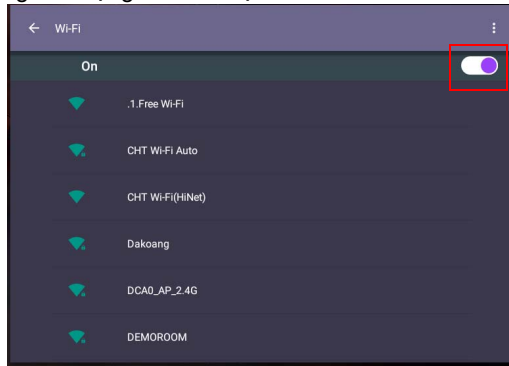 Wi-Fi
On
.1.Free Wi-Fi
CHT Wi-Fi Auto
CHT Wi-Fi(HiNet)
Dakoang
DCA0_AP_2.4G
DEMOROOM